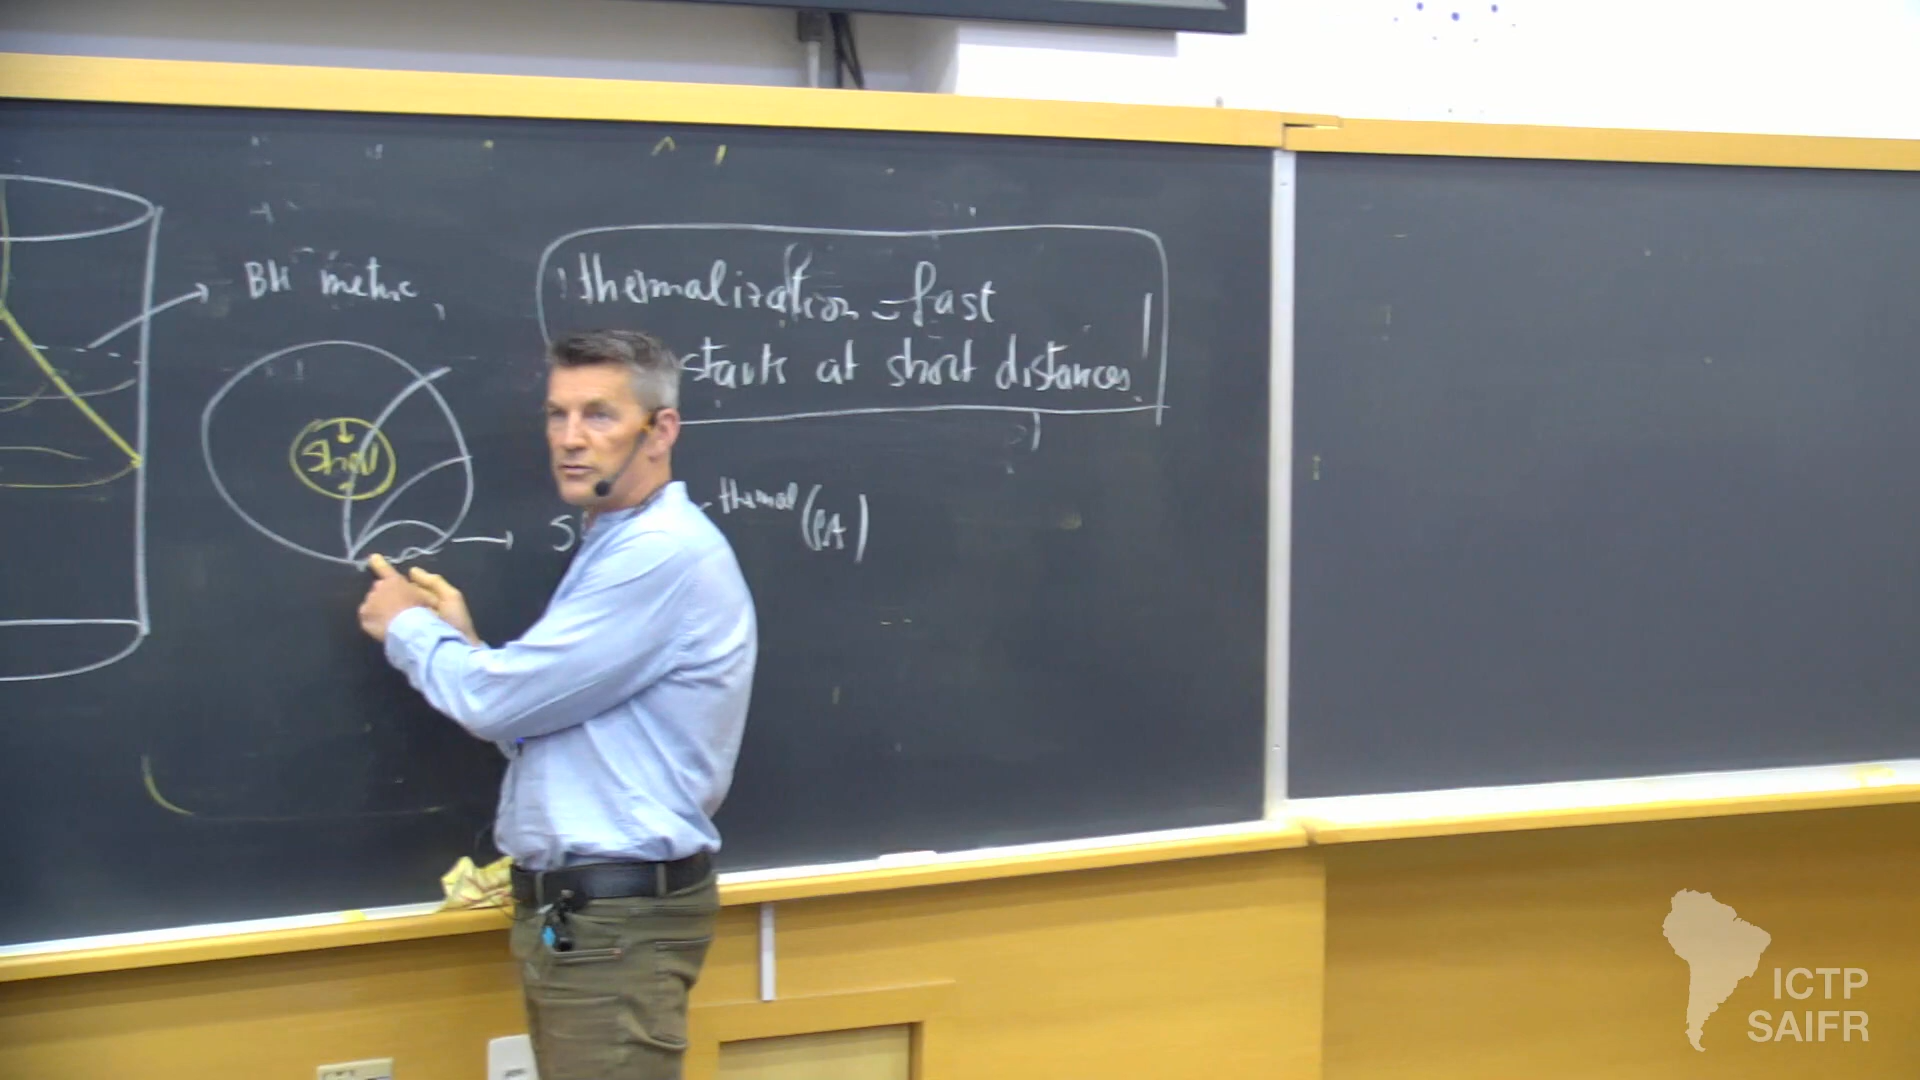 BH metric,
thermalization = fast
starts at short distances
shell
S
thermal (ρA)
ICTP
SAIFR